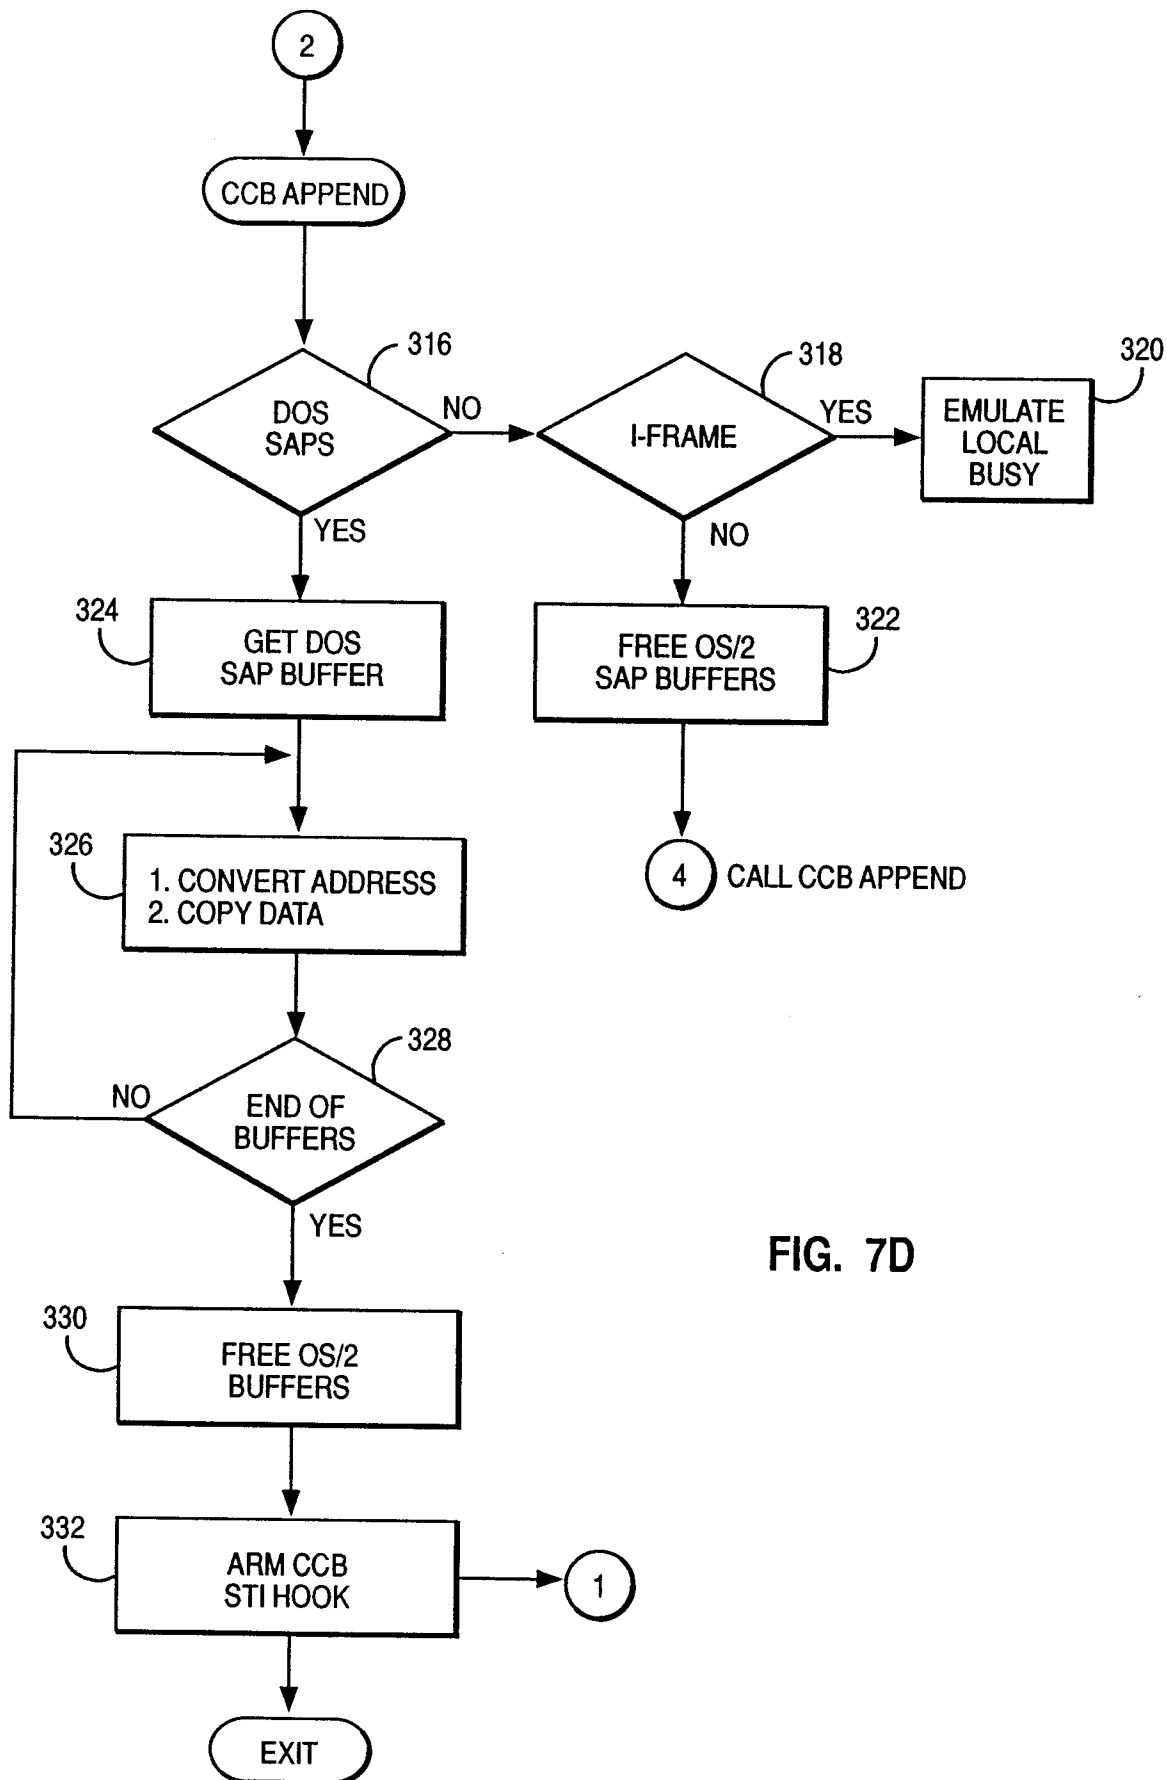 2
CCB APPEND
316
DOS
SAPS
NO
YES
318
I-FRAME
YES
NO
320
EMULATE
LOCAL
BUSY
324
GET DOS
SAP BUFFER
322
FREE OS/2
SAP BUFFERS
4
CALL CCB APPEND
326
1. CONVERT ADDRESS
2. COPY DATA
328
END OF
BUFFERS
NO
YES
FIG. 7D
330
FREE OS/2
BUFFERS
332
ARM CCB
STI HOOK
1
EXIT